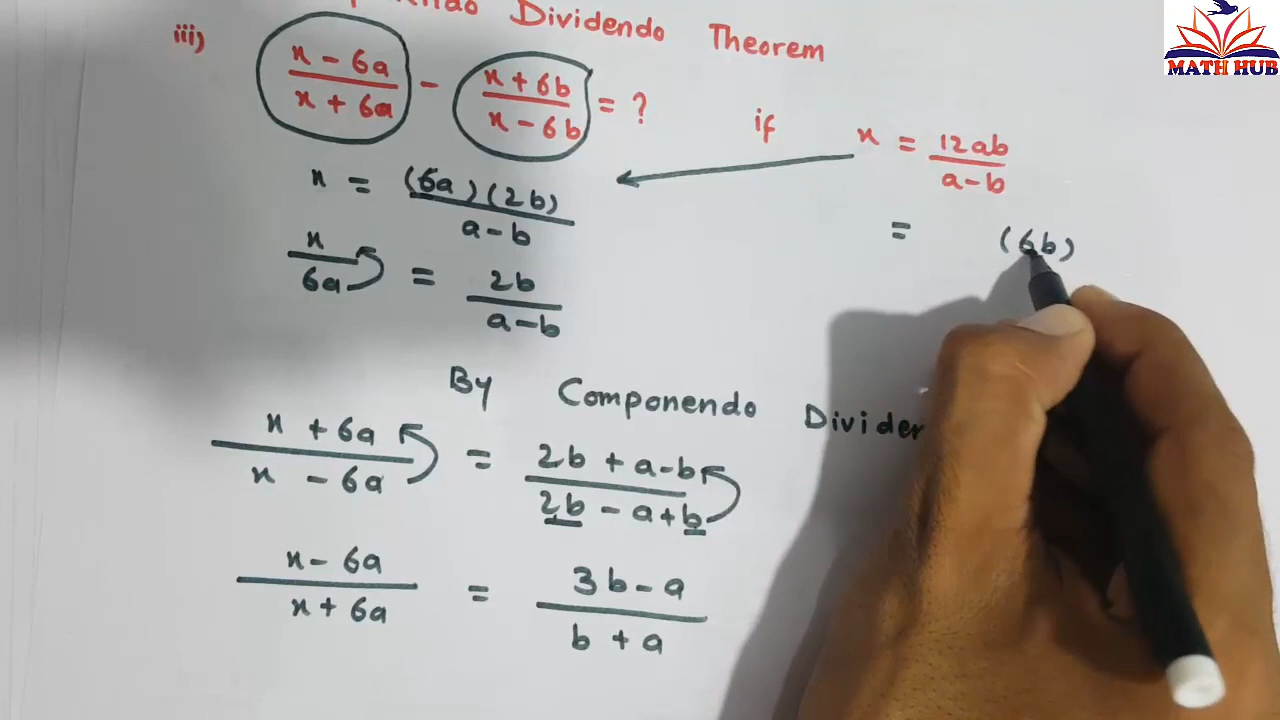 Dividendo Theorem
MATH HUB
iii) x - 6a / x + 6a - x + 6b / x - 6b = ? if x = 12ab / a - b
x = (6a)(2b) / a - b
= (6b)
x / 6a = 2b / a - b
By Componendo Divider
x + 6a / x - 6a = 2b + a - b / 2b - a + b
x - 6a / x + 6a = 3b - a / b + a